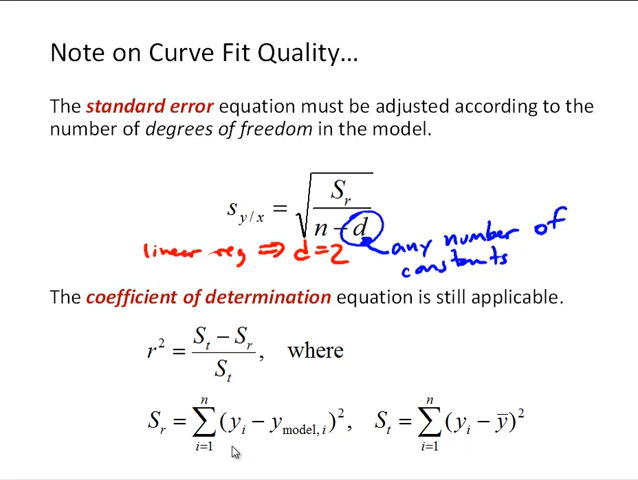 Note on Curve Fit Quality…
The standard error equation must be adjusted according to the
number of degrees of freedom in the model.
s_{y/x} = √(S_r / (n − d))
any number of
constants
linear reg ⇒ d=2
The coefficient of determination equation is still applicable.
r² = (S_t − S_r) / S_t, where
S_r = ∑_{i=1}^{n} (y_i − y_{model,i})², S_t = ∑_{i=1}^{n} (y_i − ȳ)²